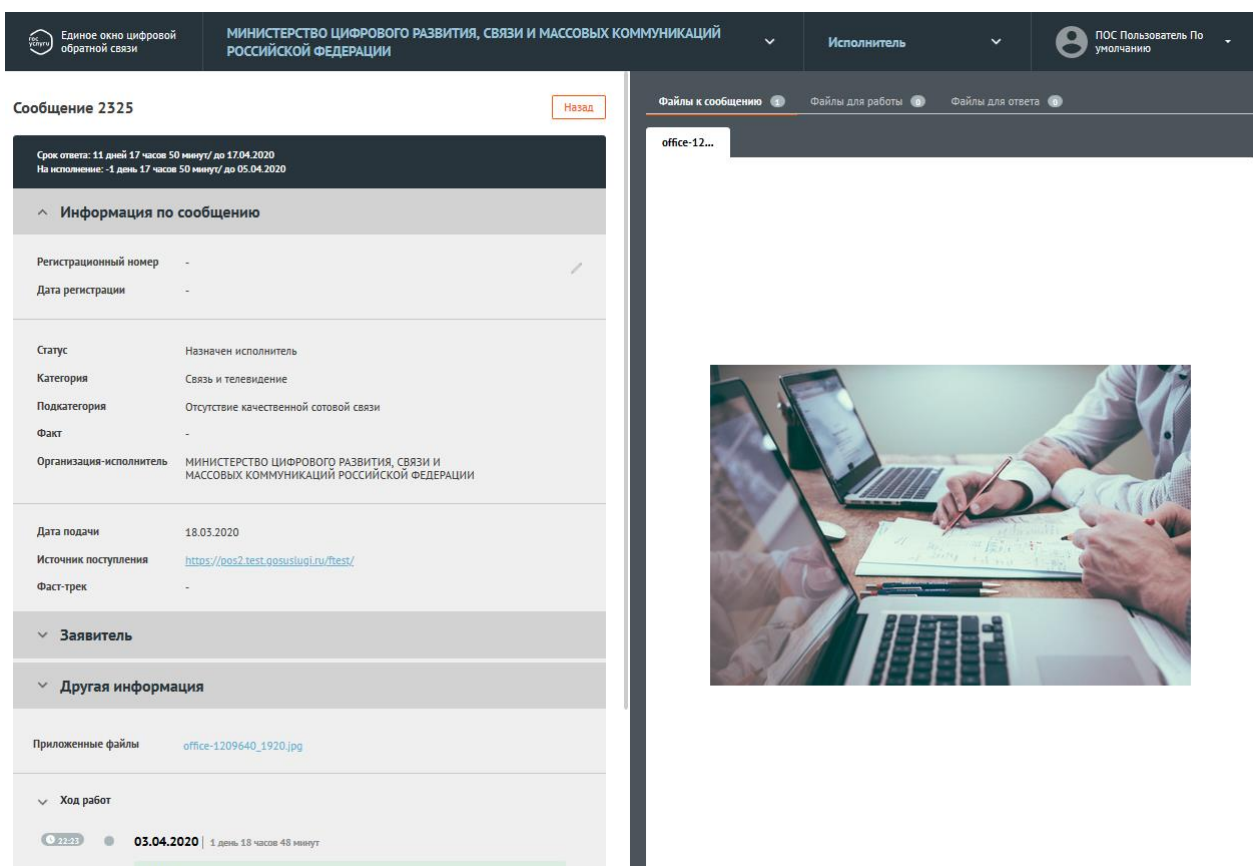 гос услуги
Единое окно цифровой
обратной связи
МИНИСТЕРСТВО ЦИФРОВОГО РАЗВИТИЯ, СВЯЗИ И МАССОВЫХ КОММУНИКАЦИЙ
РОССИЙСКОЙ ФЕДЕРАЦИИ
Исполнитель
ПОС Пользователь По
умолчанию
Сообщение 2325
Назад
Срок ответа: 11 дней 17 часов 50 минут/ до 17.04.2020
На исполнение: -1 день 17 часов 50 минут/ до 05.04.2020
Информация по сообщению
Регистрационный номер -
Дата регистрации -
Статус Назначен исполнитель
Категория Связь и телевидение
Подкатегория Отсутствие качественной сотовой связи
Факт -
Организация-исполнитель МИНИСТЕРСТВО ЦИФРОВОГО РАЗВИТИЯ, СВЯЗИ И
МАССОВЫХ КОММУНИКАЦИЙ РОССИЙСКОЙ ФЕДЕРАЦИИ
Дата подачи 18.03.2020
Источник поступления https://pos2.test.gosuslugi.ru/ftest/
Фаст-трек -
Заявитель
Другая информация
Приложенные файлы office-1209640_1920.jpg
Ход работ
22:23 03.04.2020 | 1 день 18 часов 48 минут
Файлы к сообщению 1 Файлы для работы 0 Файлы для ответа 0
office-12...